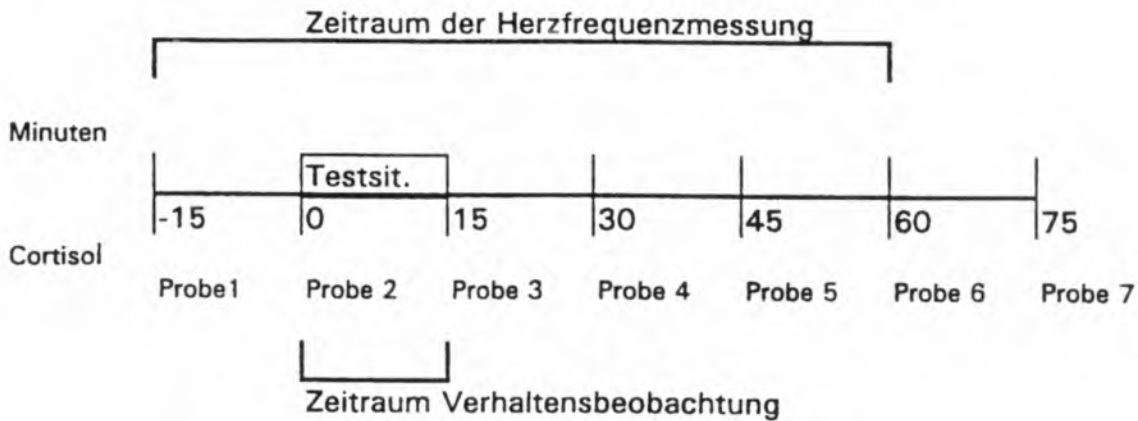 Zeitraum der Herzfrequenzmessung
Minuten
Testsit.
-15 0 15 30 45 60 75
Cortisol
Probe1 Probe 2 Probe 3 Probe 4 Probe 5 Probe 6 Probe 7
Zeitraum Verhaltensbeobachtung